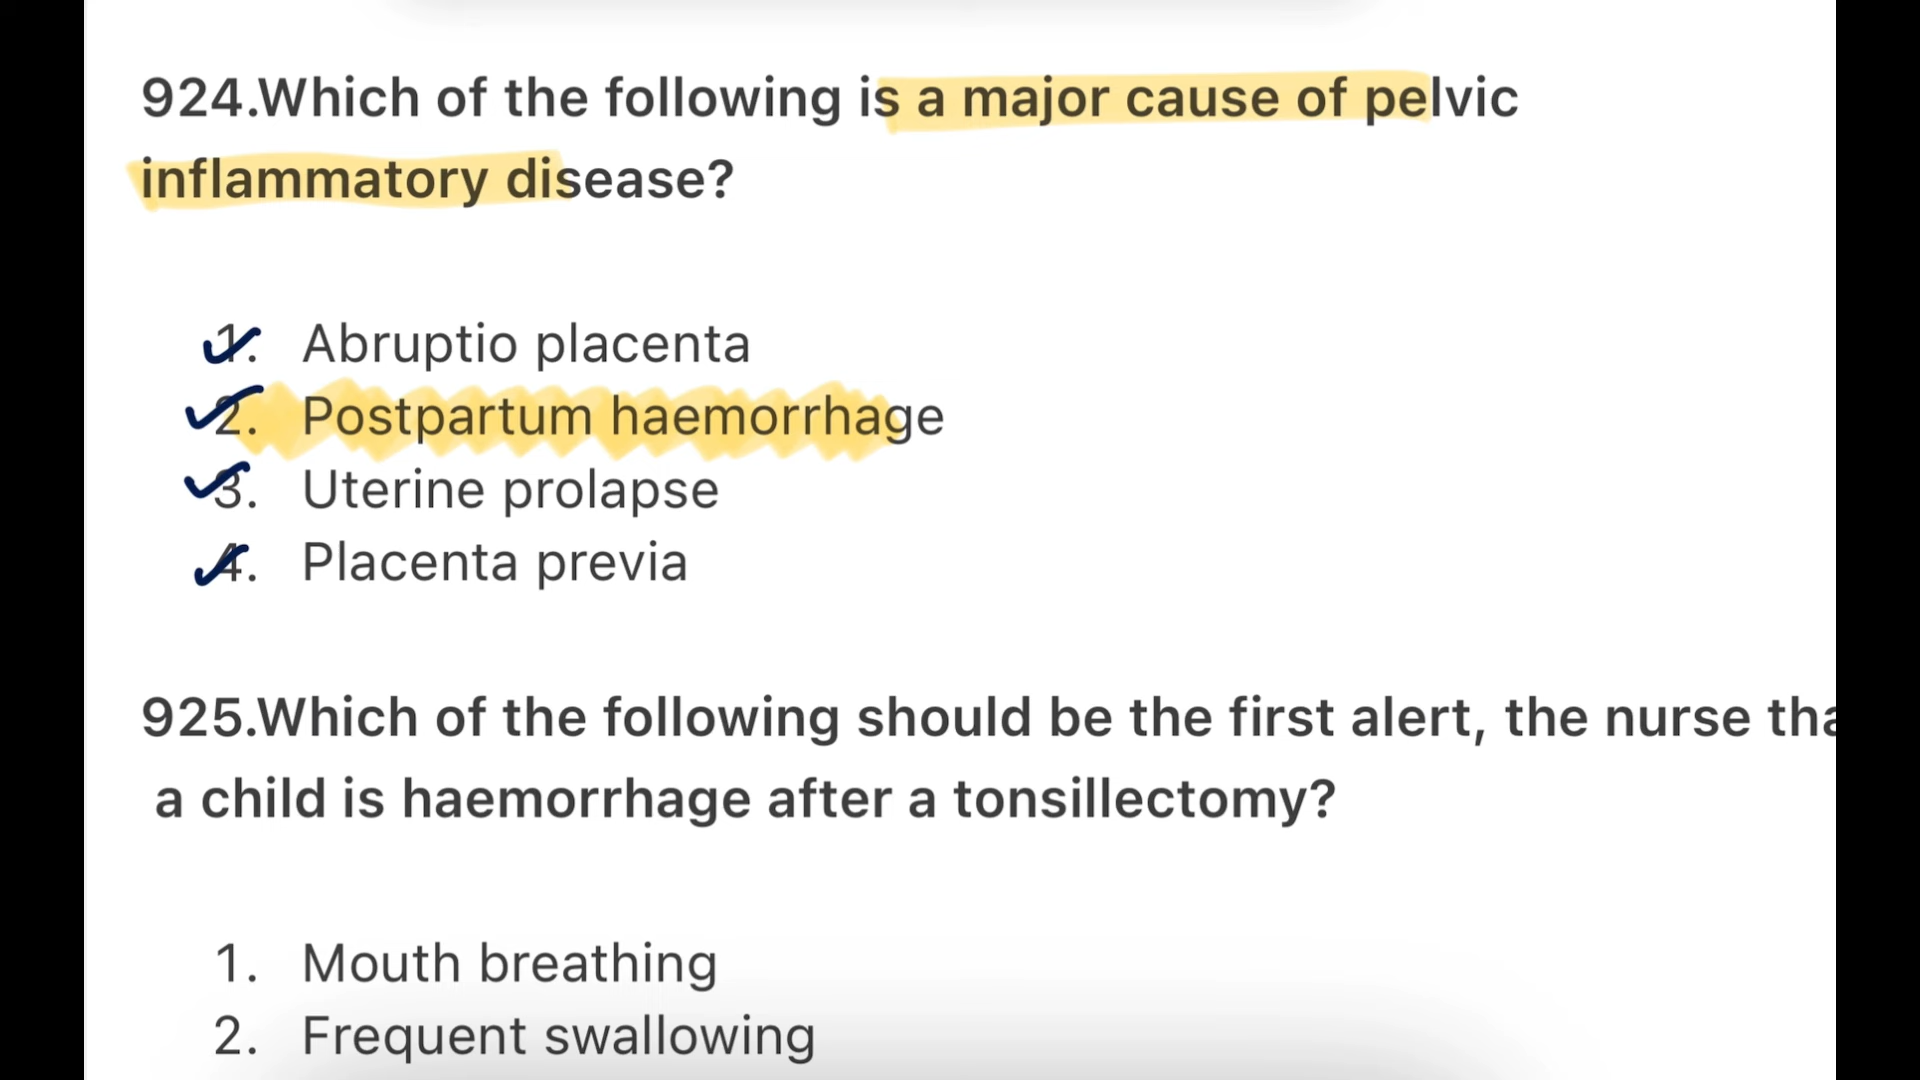 924.Which of the following is a major cause of pelvic
inflammatory disease?
1. Abruptio placenta
2. Postpartum haemorrhage
3. Uterine prolapse
4. Placenta previa
925.Which of the following should be the first alert, the nurse
a child is haemorrhage after a tonsillectomy?
1. Mouth breathing
2. Frequent swallowing